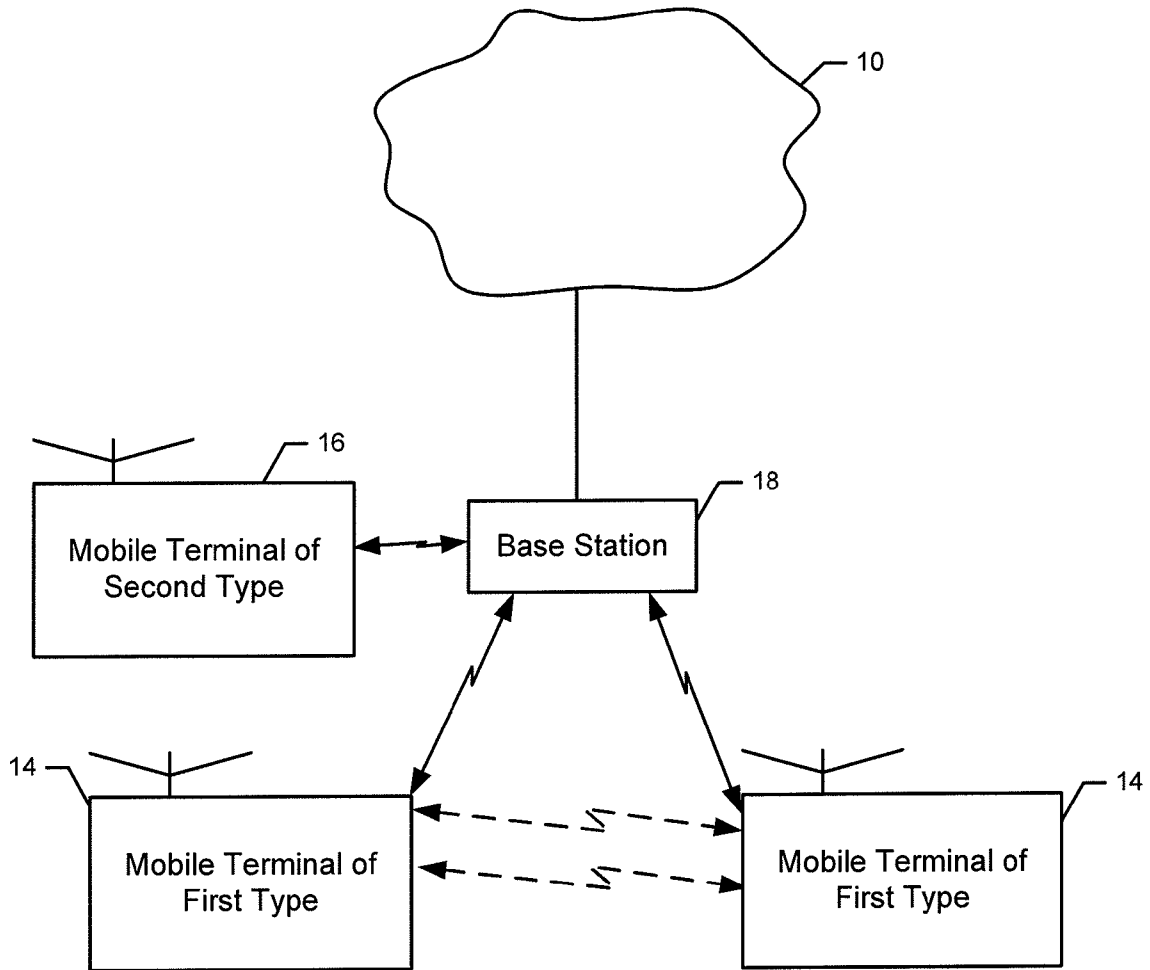 10
16
18
Mobile Terminal of
Second Type
Base Station
14
14
Mobile Terminal of
First Type
Mobile Terminal of
First Type